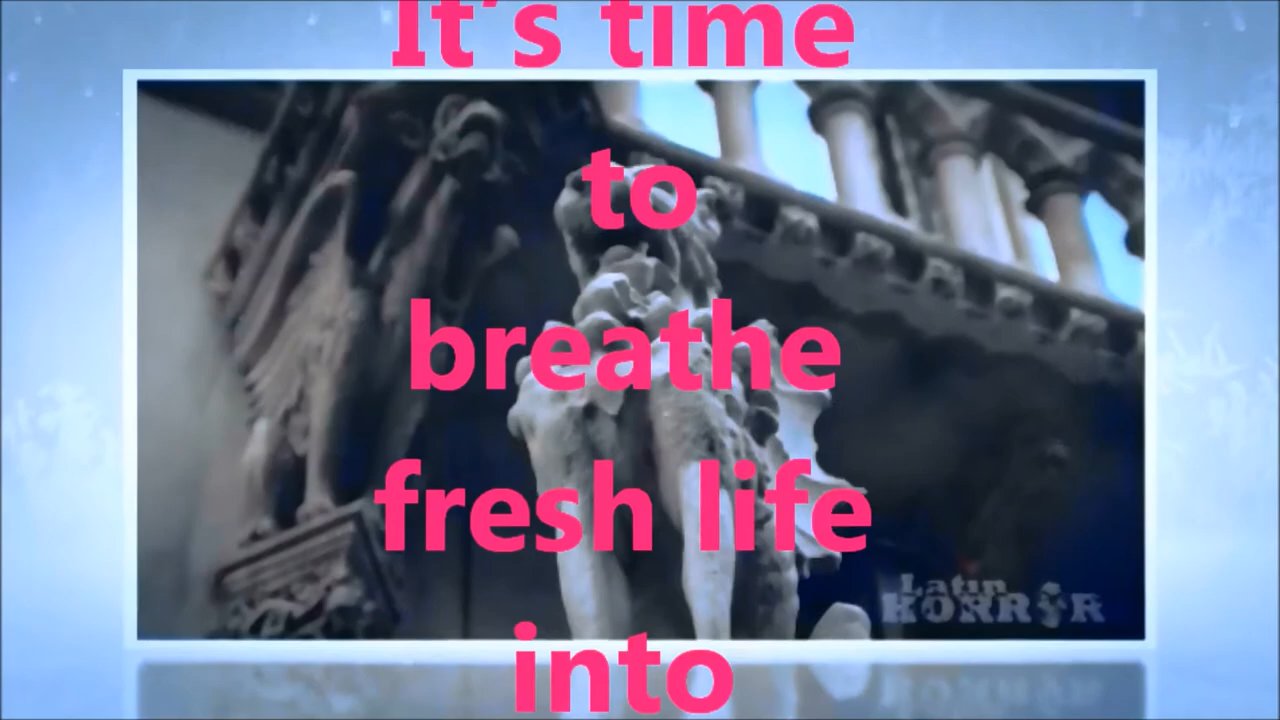 It's time
to
breathe
fresh life
into
Latin
HORROR